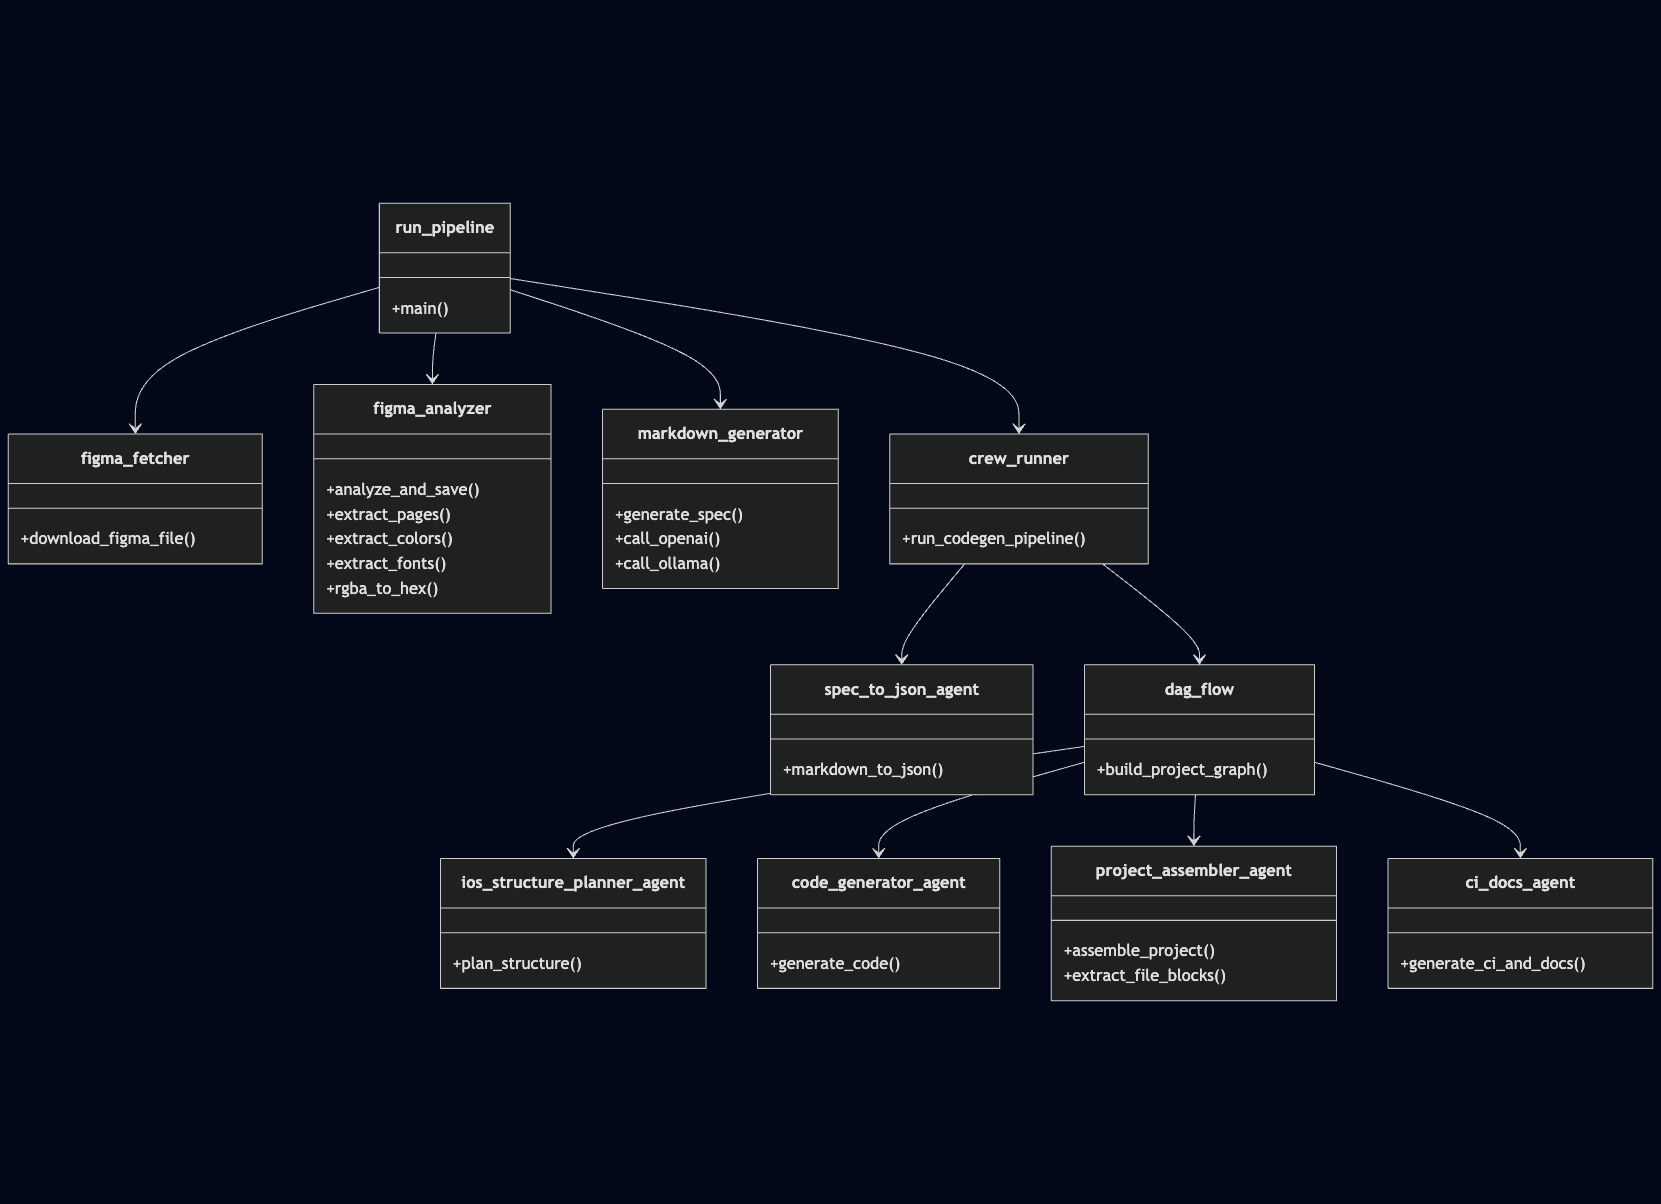 run_pipeline
+main()
figma_fetcher
+download_figma_file()
figma_analyzer
+analyze_and_save()
+extract_pages()
+extract_colors()
+extract_fonts()
+rgba_to_hex()
markdown_generator
+generate_spec()
+call_openai()
+call_ollama()
crew_runner
+run_codegen_pipeline()
spec_to_json_agent
+markdown_to_json()
dag_flow
+build_project_graph()
ios_structure_planner_agent
+plan_structure()
code_generator_agent
+generate_code()
project_assembler_agent
+assemble_project()
+extract_file_blocks()
ci_docs_agent
+generate_ci_and_docs()